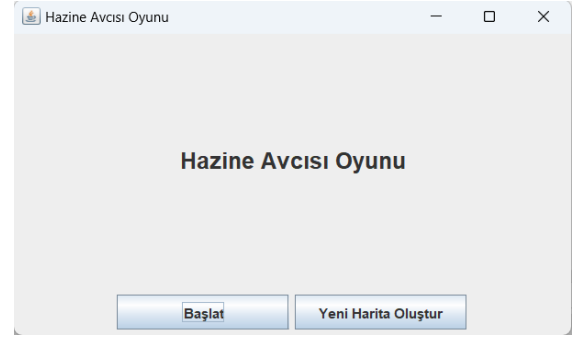 Hazine Avcısı Oyunu
Hazine Avcısı Oyunu
Başlat Yeni Harita Oluştur